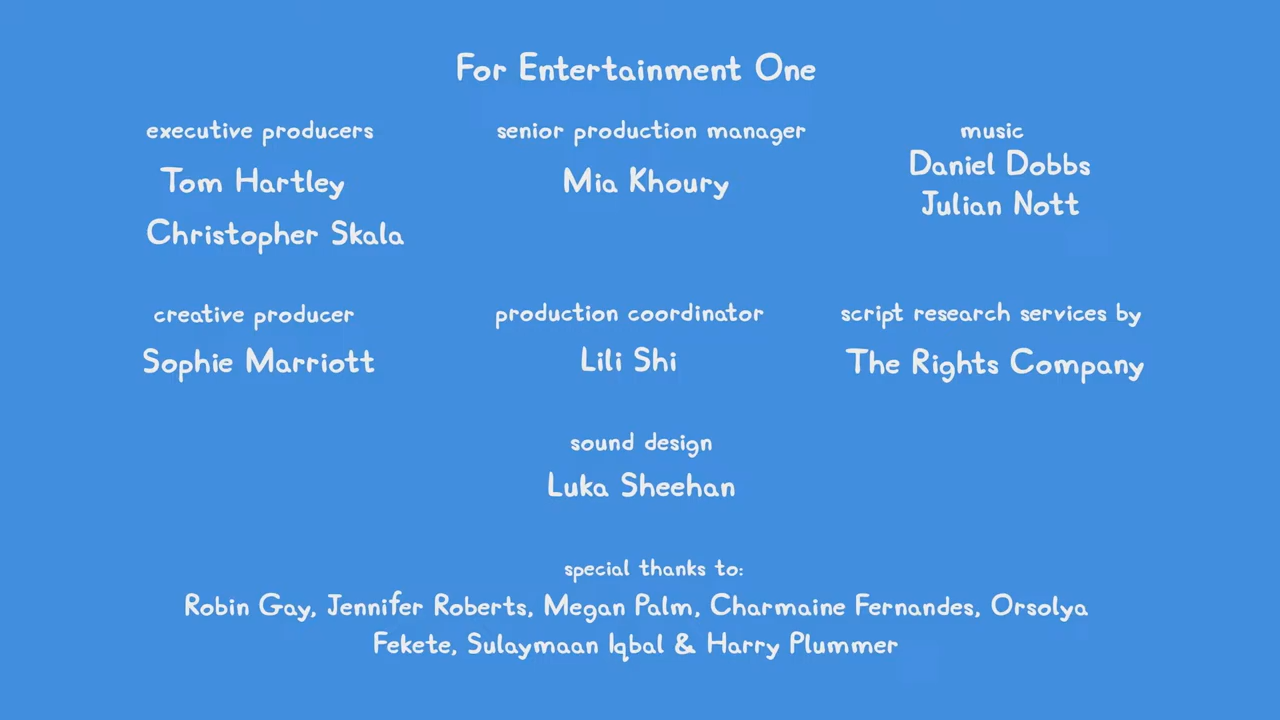 For Entertainment One
executive producers
Tom Hartley
Christopher Skala
senior production manager
Mia Khoury
music
Daniel Dobbs
Julian Nott
creative producer
Sophie Marriott
production coordinator
Lili Shi
script research services by
The Rights Company
sound design
Luka Sheehan
special thanks to:
Robin Gay, Jennifer Roberts, Megan Palm, Charmaine Fernandes, Orsolya
Fekete, Sulaymaan Iqbal & Harry Plummer